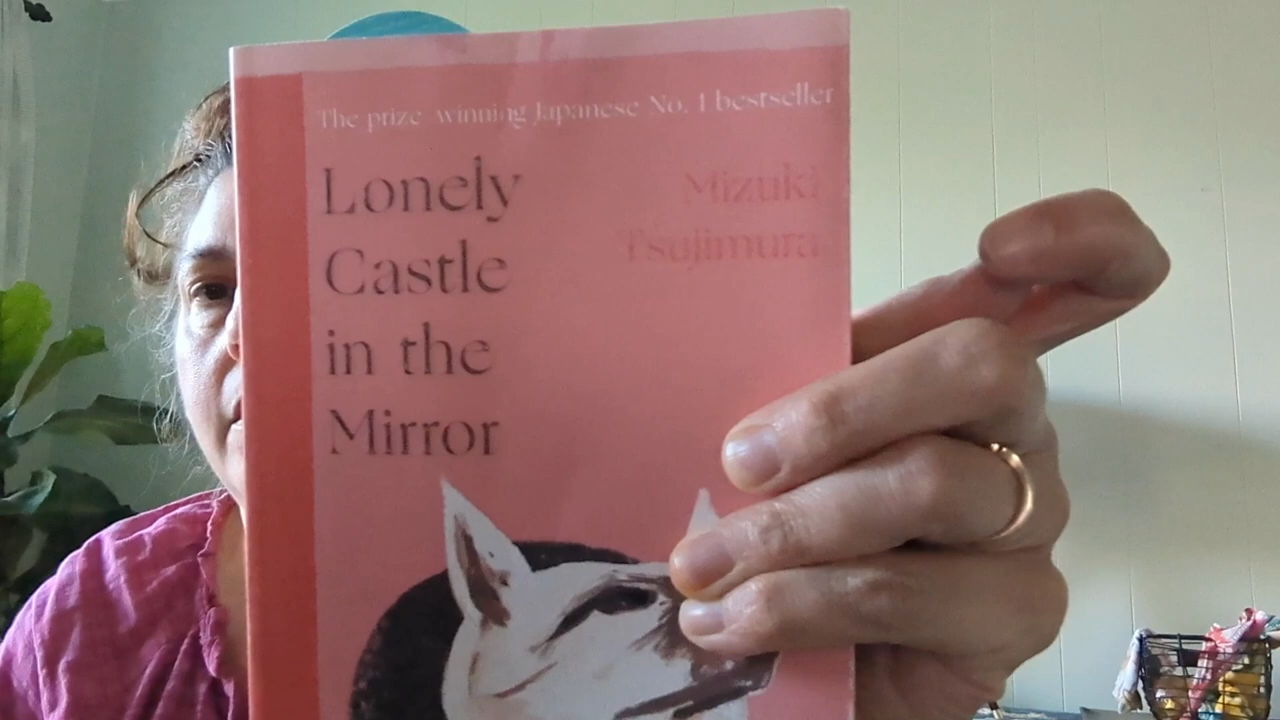 The prize-winning Japanese No. 1 bestseller
Lonely
Castle
in the
Mirror
Mizuki
Tsujimura